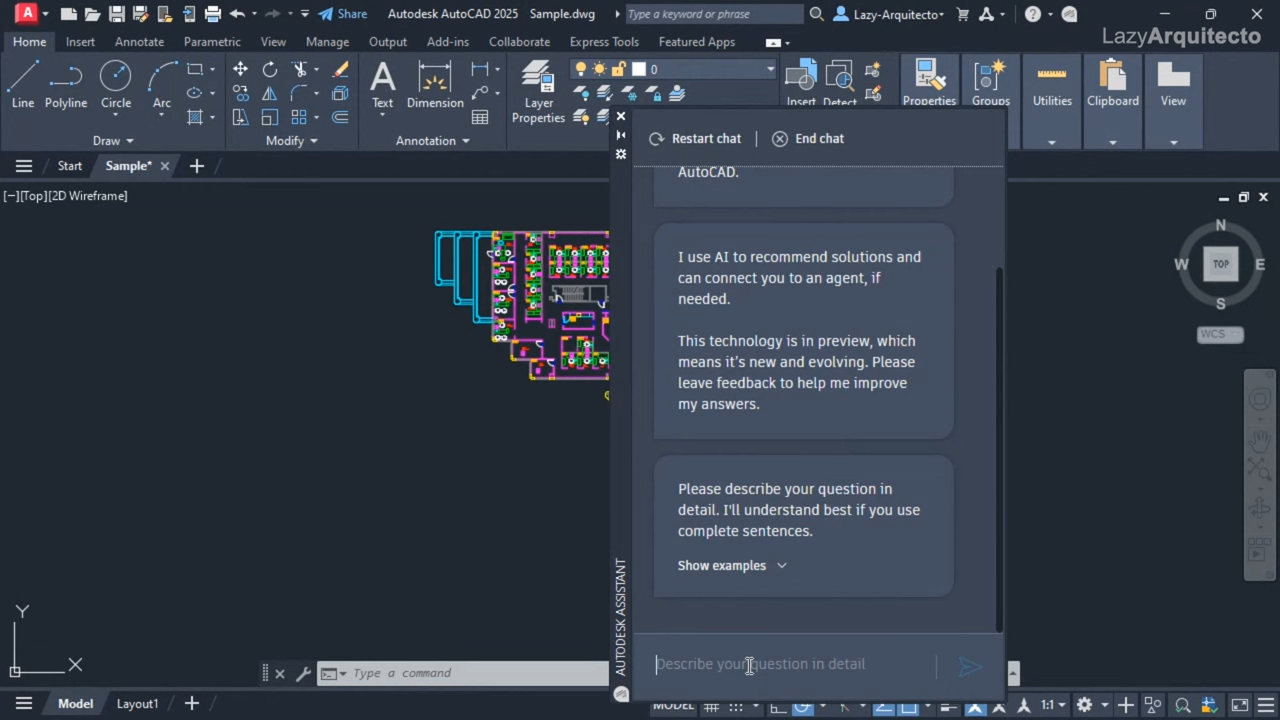 Share Autodesk AutoCAD 2025 Sample.dwg Type a keyword or phrase Lazy-Arquitecto
LazyArquitecto
Home Insert Annotate Parametric View Manage Output Add-ins Collaborate Express Tools Featured Apps
0
Line Polyline Circle Arc Text Dimension Layer Properties Insert Detect Properties Groups Utilities Clipboard View
Draw Modify Annotation
Restart chat End chat
Start Sample*
AutoCAD.
[−][Top][2D Wireframe]
I use AI to recommend solutions and
can connect you to an agent, if
needed.
This technology is in preview, which
means it's new and evolving. Please
leave feedback to help me improve
my answers.
N
W TOP E
S
WCS
Please describe your question in
detail. I'll understand best if you use
complete sentences.
Show examples
AUTODESK ASSISTANT
Y
X
Type a command
Describe your question in detail
Model Layout1 MODEL 1:1